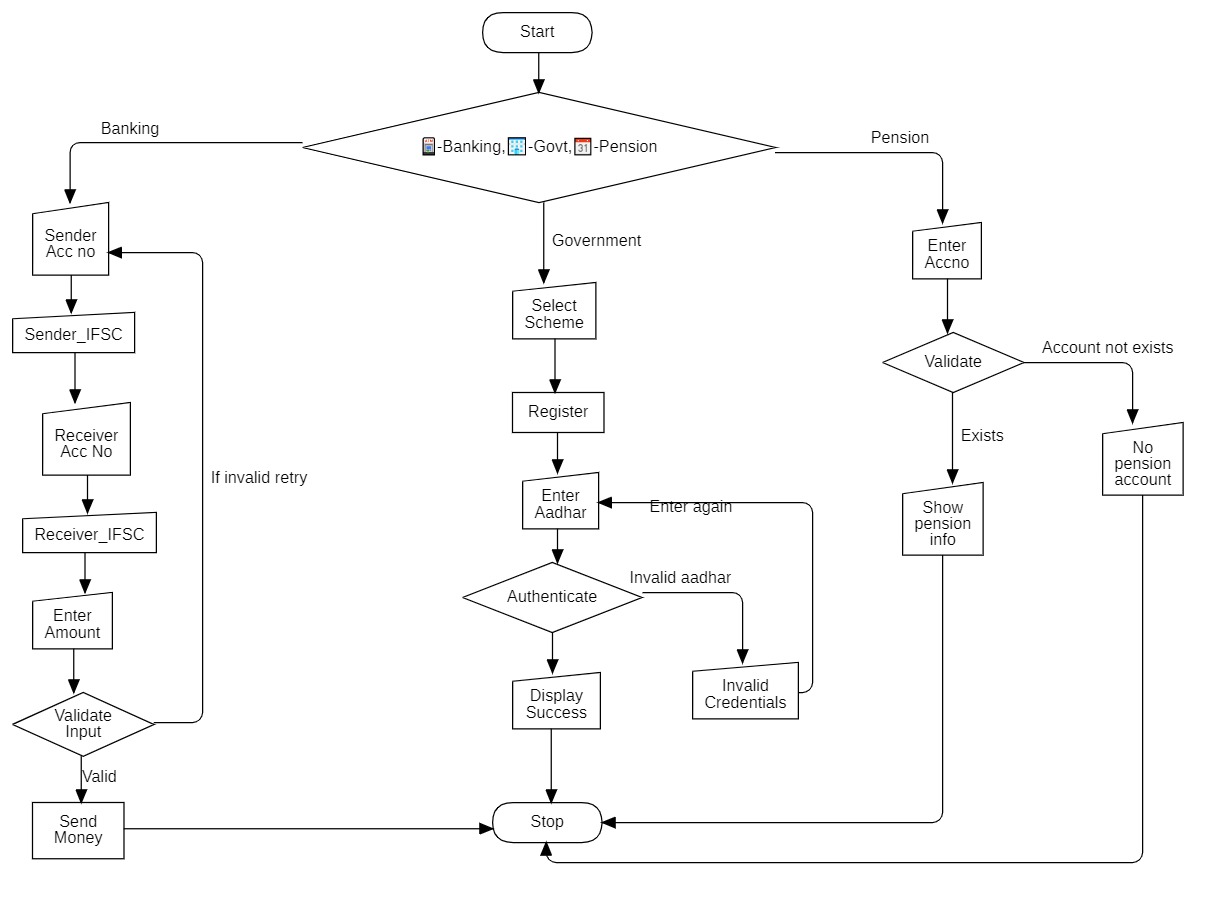 Start
🏧-Banking,🏢-Govt,📅-Pension
Banking
Sender
Acc no
Sender_IFSC
Receiver
Acc No
Receiver_IFSC
Enter
Amount
Validate
Input
If invalid retry
Valid
Send
Money
Government
Select
Scheme
Register
Enter
Aadhar
Enter again
Authenticate
Invalid aadhar
Invalid
Credentials
Display
Success
Stop
Pension
Enter
Accno
Validate
Account not exists
Exists
Show
pension
info
No
pension
account